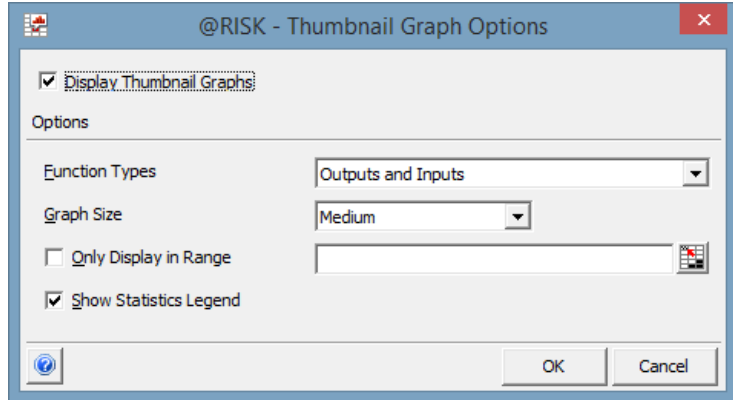 @RISK - Thumbnail Graph Options
Display Thumbnail Graphs
Options
Function Types
Outputs and Inputs
Graph Size
Medium
Only Display in Range
Show Statistics Legend
OK
Cancel